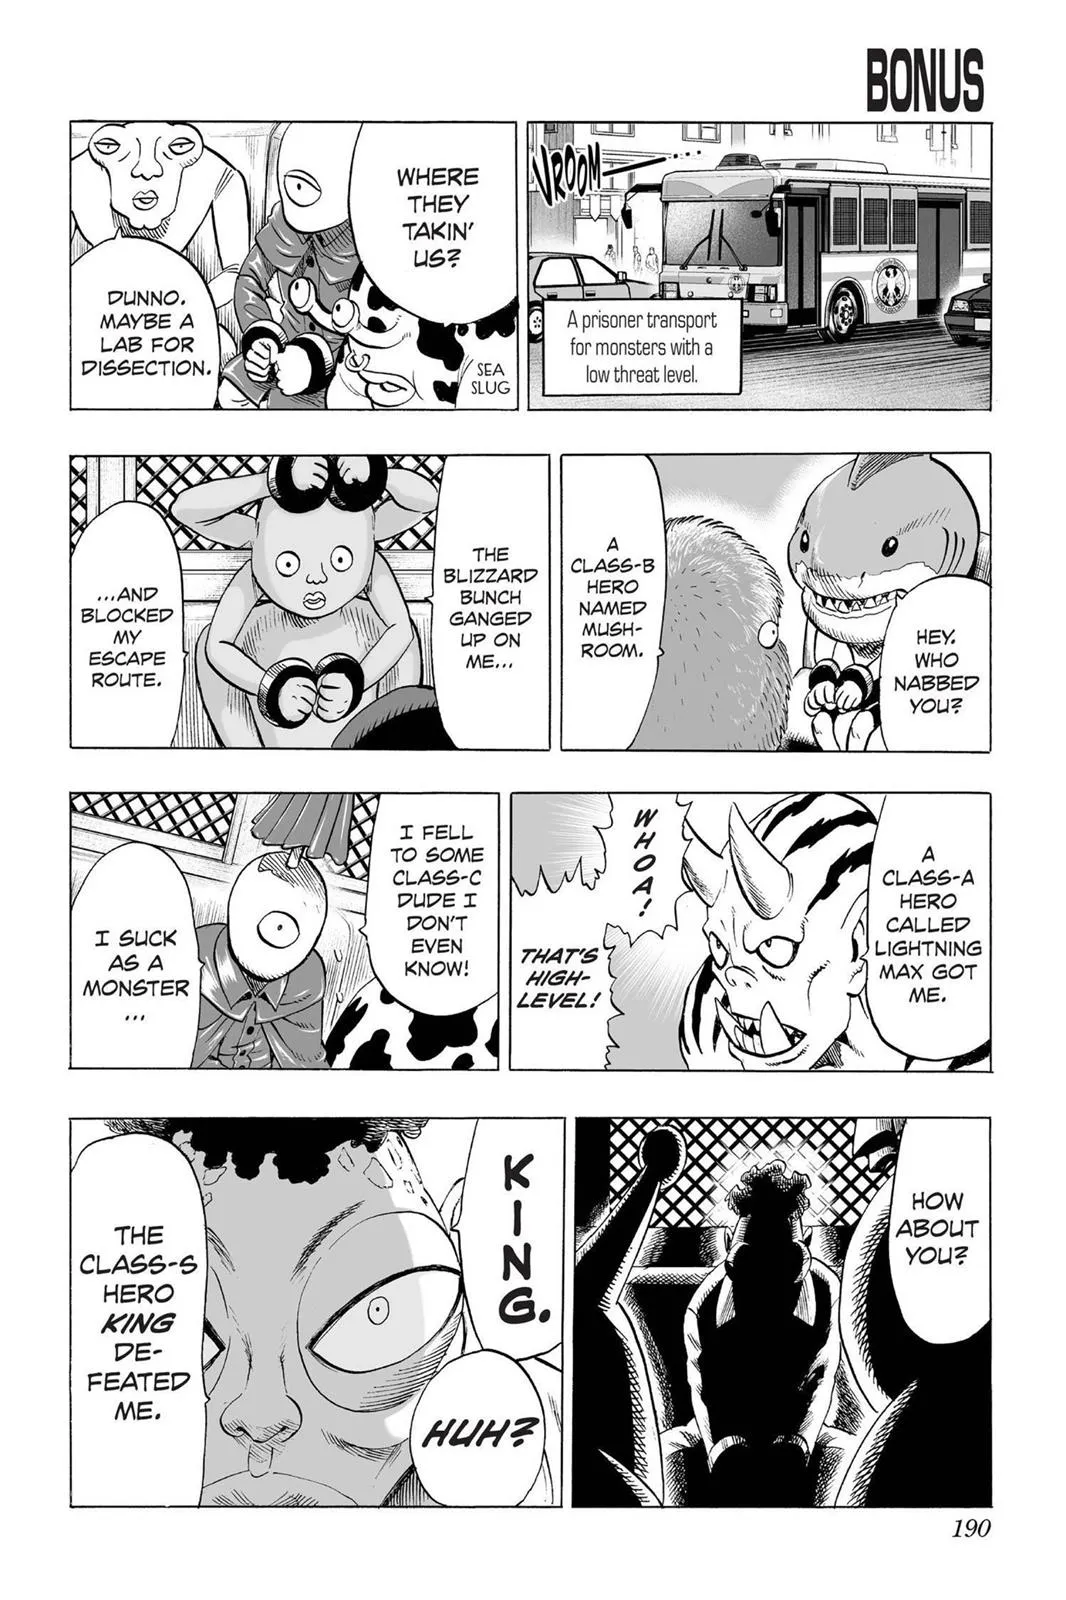 BONUS
VROOM
A prisoner transport
for monsters with a
low threat level.
WHERE
THEY
TAKIN'
US?
SEA
SLUG
DUNNO.
MAYBE A
LAB FOR
DISSECTION.
HEY.
WHO
NABBED
YOU?
A
CLASS-B
HERO
NAMED
MUSH-
ROOM.
THE
BLIZZARD
BUNCH
GANGED
UP ON
ME...
...AND
BLOCKED
MY
ESCAPE
ROUTE.
A
CLASS-A
HERO
CALLED
LIGHTNING
MAX GOT
ME.
WHOA!
THAT'S
HIGH-
LEVEL!
I FELL
TO SOME
CLASS-C
DUDE I
DON'T
EVEN
KNOW!
I SUCK
AS A
MONSTER
...
HOW
ABOUT
YOU?
KING.
HUH?
THE
CLASS-S
HERO
KING
DE-
FEATED
ME.
190